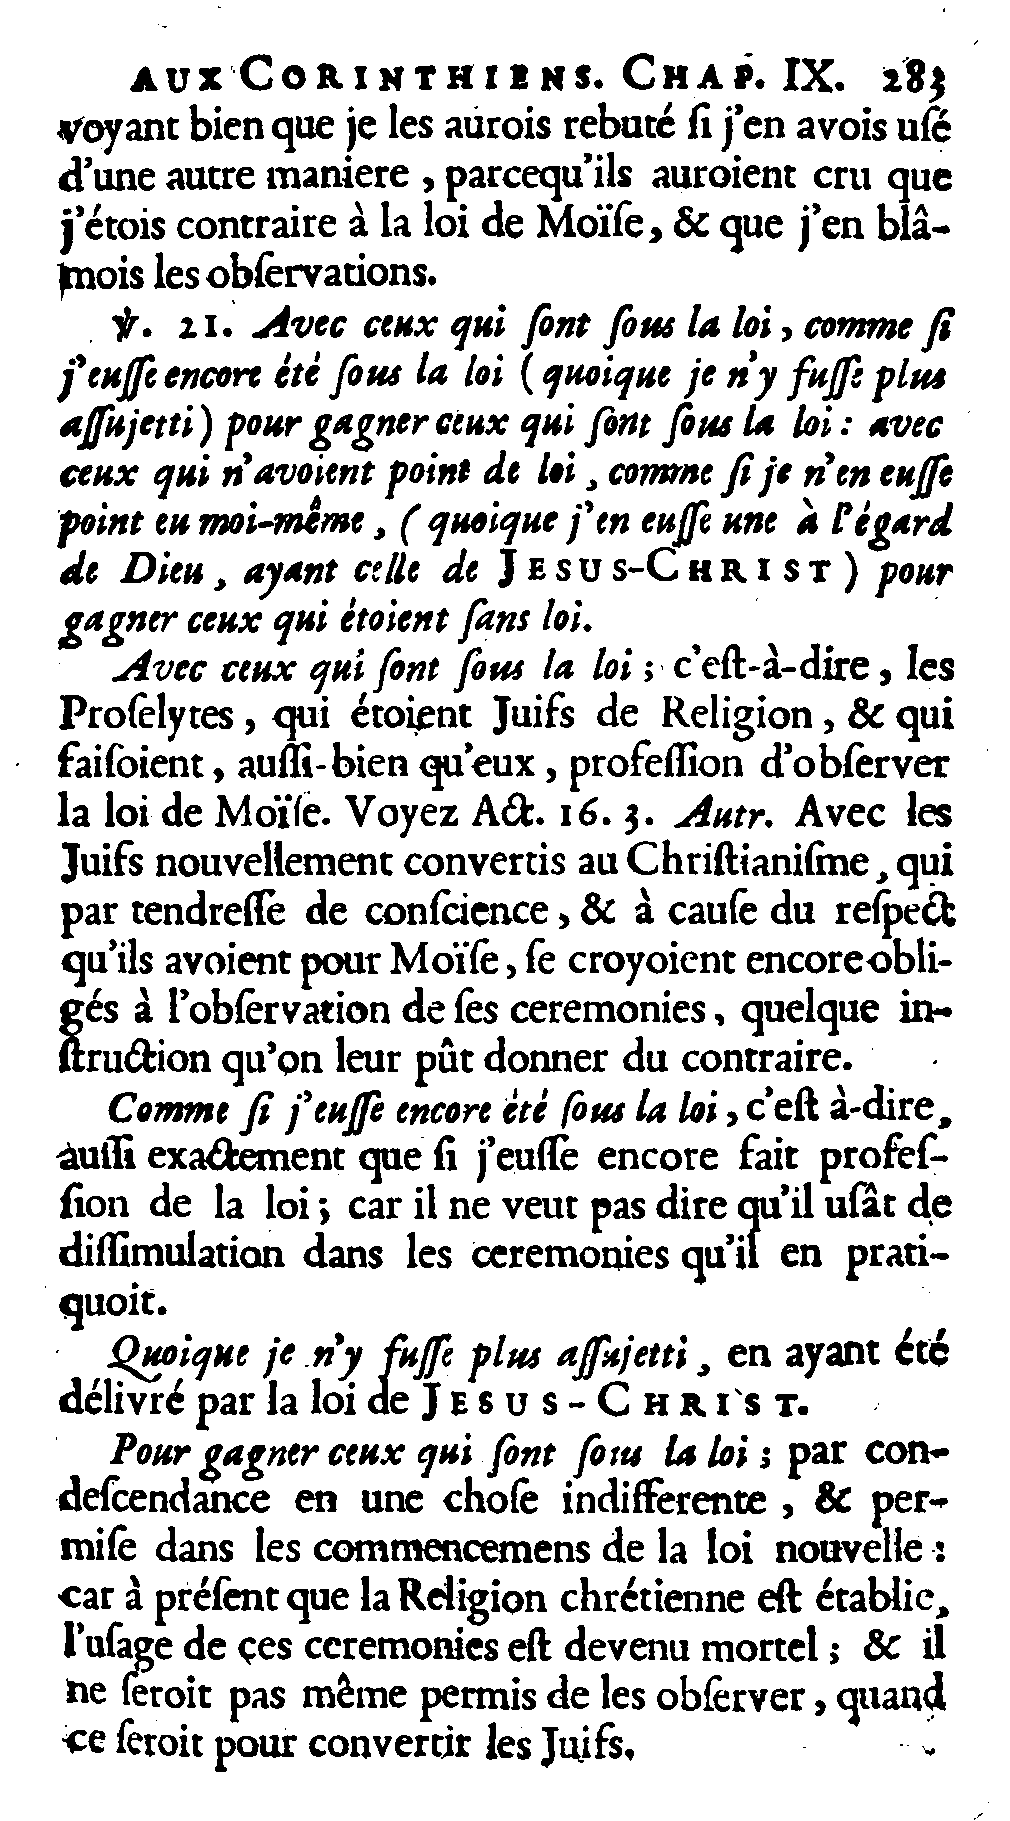 AUX CORINTHIENS. CHAP. IX. 283
voyant bien que je les aurois rebuté ſi j'en avois uſé
d'une autre maniere, parcequ'ils auroient cru que
j'étois contraire à la loi de Moïſe, & que j'en blâ-
mois les obſervations.
℣. 21. Avec ceux qui ſont ſous la loi, comme ſi
j'euſſe encore été ſous la loi (quoique je n'y fuſſe plus
aſſujetti) pour gagner ceux qui ſont ſous la loi: avec
ceux qui n'avoient point de loi, comme ſi je n'en euſſe
point eu moi-même, (quoique j'en euſſe une à l'égard
de Dieu, ayant celle de JESUS-CHRIST) pour
gagner ceux qui étoient ſans loi.
Avec ceux qui ſont ſous la loi; c'eſt-à-dire, les
Proſelytes, qui étoient Juifs de Religion, & qui
faiſoient, auſſi-bien qu'eux, profeſſion d'obſerver
la loi de Moïſe. Voyez Act. 16. 3. Autr. Avec les
Juifs nouvellement convertis au Chriſtianiſme, qui
par tendreſſe de conſcience, & à cauſe du reſpect
qu'ils avoient pour Moïſe, ſe croyoient encore obli-
gés à l'obſervation de ſes ceremonies, quelque in-
ſtruction qu'on leur pût donner du contraire.
Comme ſi j'euſſe encore été ſous la loi, c'eſt à-dire,
auſſi exactement que ſi j'euſſe encore fait profeſ-
ſion de la loi; car il ne veut pas dire qu'il uſât de
diſſimulation dans les ceremonies qu'il en prati-
quoit.
Quoique je n'y fuſſe plus aſſujetti, en ayant été
délivré par la loi de JESUS-CHRIST.
Pour gagner ceux qui ſont ſous la loi; par con-
deſcendance en une choſe indifferente, & per-
miſe dans les commencemens de la loi nouvelle:
car à préſent que la Religion chrétienne eſt établie,
l'uſage de ces ceremonies eſt devenu mortel; & il
ne ſeroit pas même permis de les obſerver, quand
ce ſeroit pour convertir les Juifs.